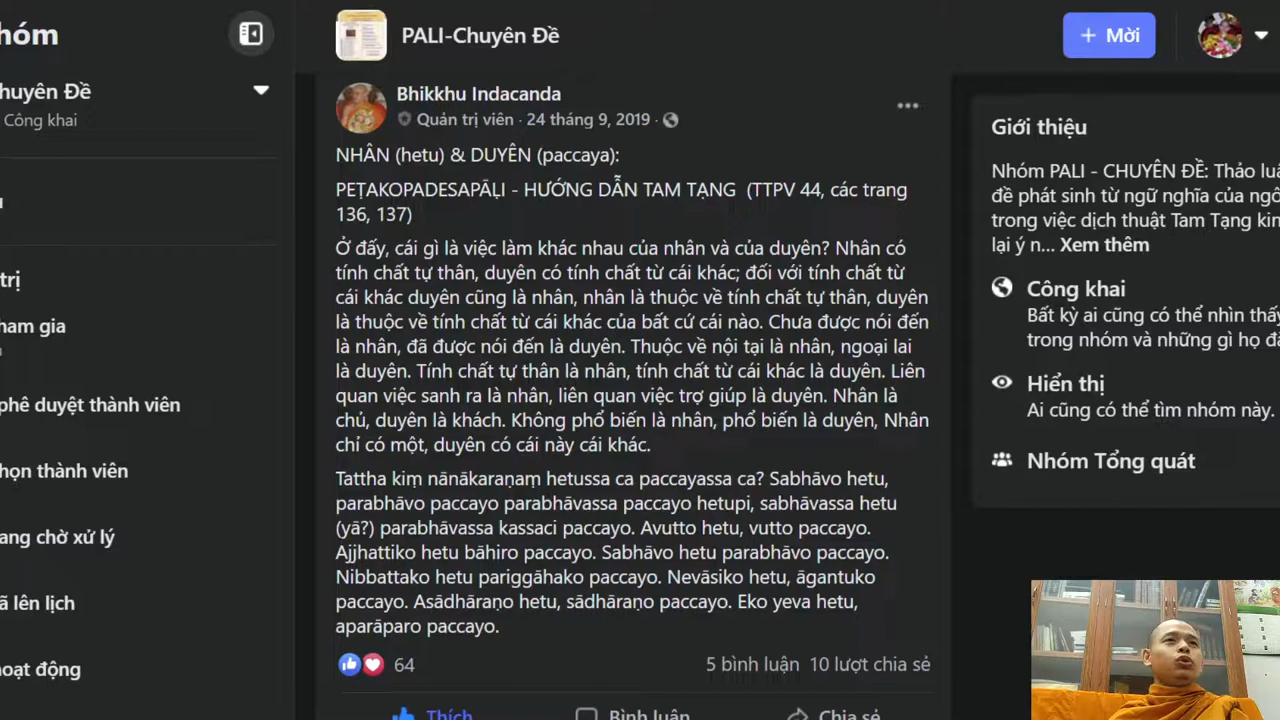 hóm
huyên Đề
Công khai
trị
ham gia
phê duyệt thành viên
họn thành viên
ang chờ xử lý
ã lên lịch
oạt động
PALI-Chuyên Đề
+ Mời
Bhikkhu Indacanda
Quản trị viên · 24 tháng 9, 2019 ·
NHÂN (hetu) & DUYÊN (paccaya):
PEṬAKOPADESAPĀḶI - HƯỚNG DẪN TAM TẠNG (TTPV 44, các trang
136, 137)
Ở đấy, cái gì là việc làm khác nhau của nhân và của duyên? Nhân có
tính chất tự thân, duyên có tính chất từ cái khác; đối với tính chất từ
cái khác duyên cũng là nhân, nhân là thuộc về tính chất tự thân, duyên
là thuộc về tính chất từ cái khác của bất cứ cái nào. Chưa được nói đến
là nhân, đã được nói đến là duyên. Thuộc về nội tại là nhân, ngoại lai
là duyên. Tính chất tự thân là nhân, tính chất từ cái khác là duyên. Liên
quan việc sanh ra là nhân, liên quan việc trợ giúp là duyên. Nhân là
chủ, duyên là khách. Không phổ biến là nhân, phổ biến là duyên, Nhân
chỉ có một, duyên có cái này cái khác.
Tattha kiṃ nānākaraṇaṃ hetussa ca paccayassa ca? Sabhāvo hetu,
parabhāvo paccayo parabhāvassa paccayo hetupi, sabhāvassa hetu
(yā?) parabhāvassa kassaci paccayo. Avutto hetu, vutto paccayo.
Ajjhattiko hetu bāhiro paccayo. Sabhāvo hetu parabhāvo paccayo.
Nibbattako hetu pariggāhako paccayo. Nevāsiko hetu, āgantuko
paccayo. Asādhāraṇo hetu, sādhāraṇo paccayo. Eko yeva hetu,
aparāparo paccayo.
64
5 bình luận 10 lượt chia sẻ
Thích
Bình luận
Chia sẻ
Giới thiệu
Nhóm PALI - CHUYÊN ĐỀ: Thảo luậ
đề phát sinh từ ngữ nghĩa của ngô
trong việc dịch thuật Tam Tạng kin
lại ý n... Xem thêm
Công khai
Bất kỳ ai cũng có thể nhìn thấy
trong nhóm và những gì họ đă
Hiển thị
Ai cũng có thể tìm nhóm này.
Nhóm Tổng quát